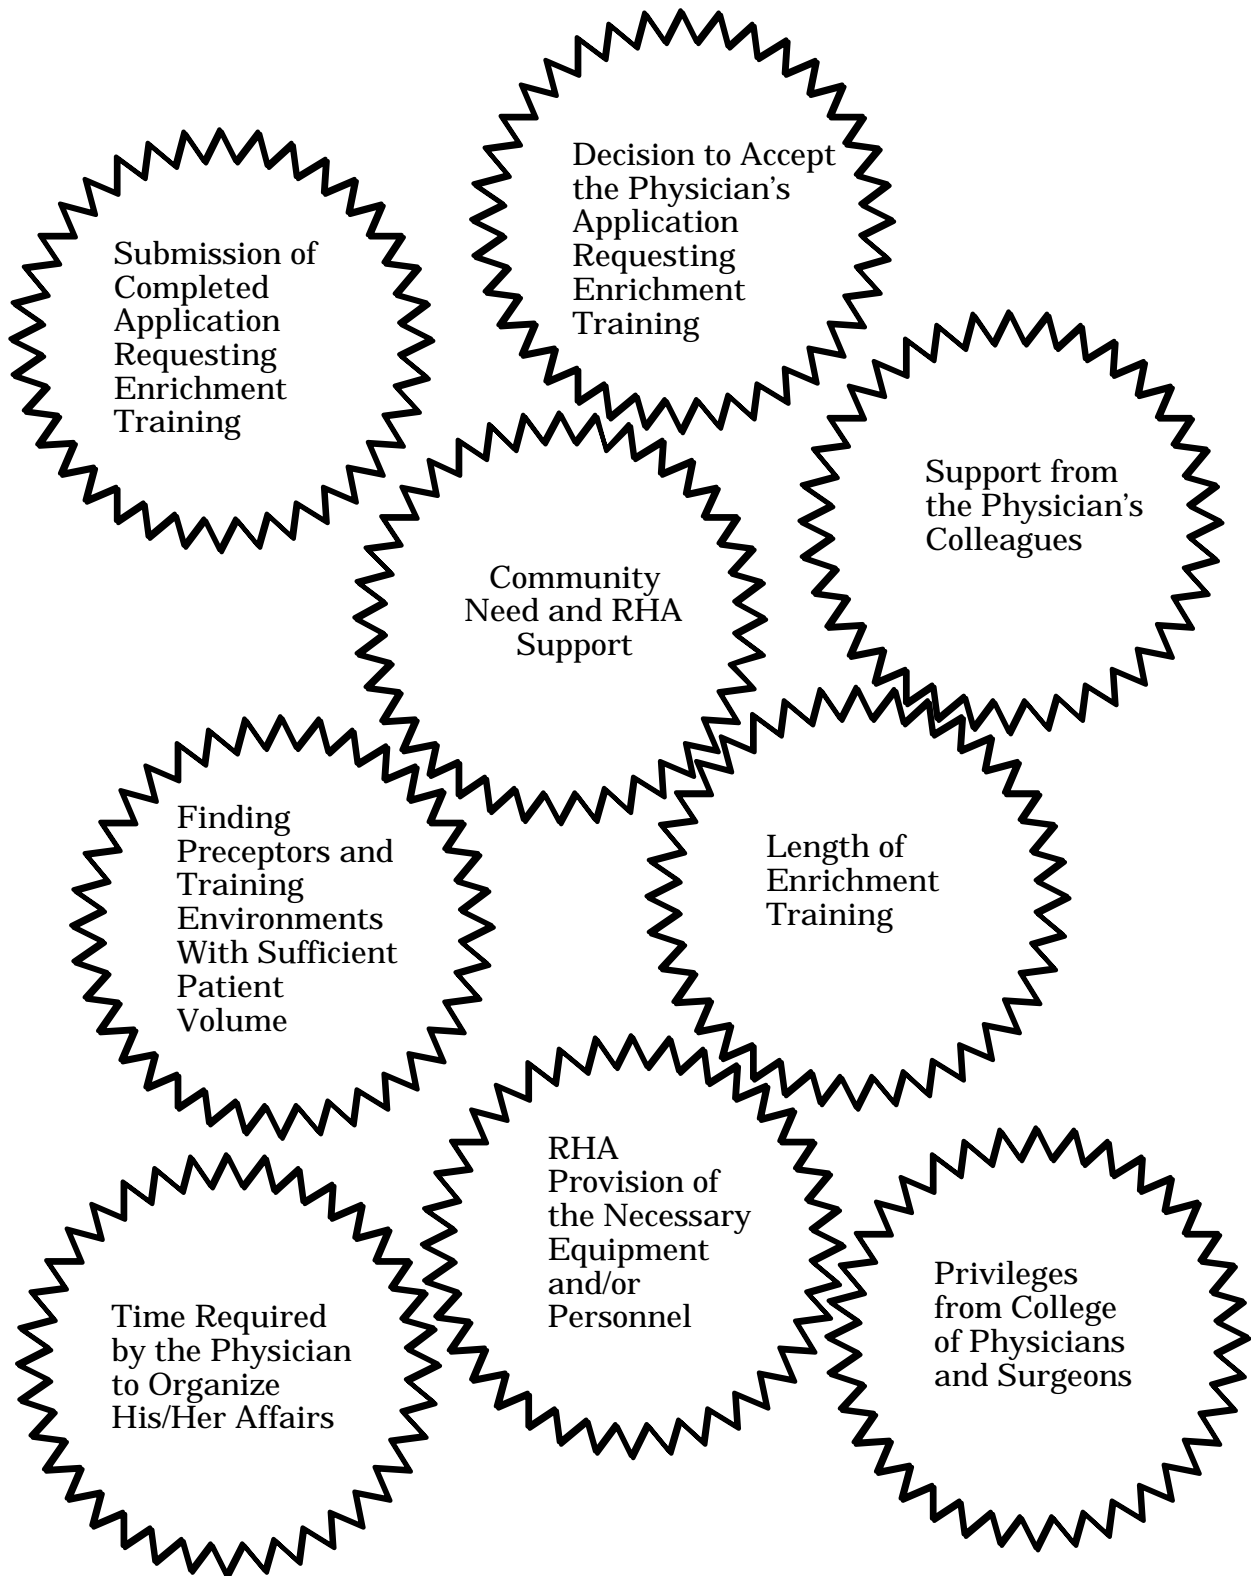 Decision to Accept
the Physician’s
Application
Requesting
Enrichment
Training
Submission of
Completed
Application
Requesting
Enrichment
Training
Support from
the Physician’s
Colleagues
Community
Need and RHA
Support
Finding
Preceptors and
Training
Environments
With Sufficient
Patient
Volume
Length of
Enrichment
Training
RHA
Provision of
the Necessary
Equipment
and/or
Personnel
Privileges
from College
of Physicians
and Surgeons
Time Required
by the Physician
to Organize
His/Her Affairs